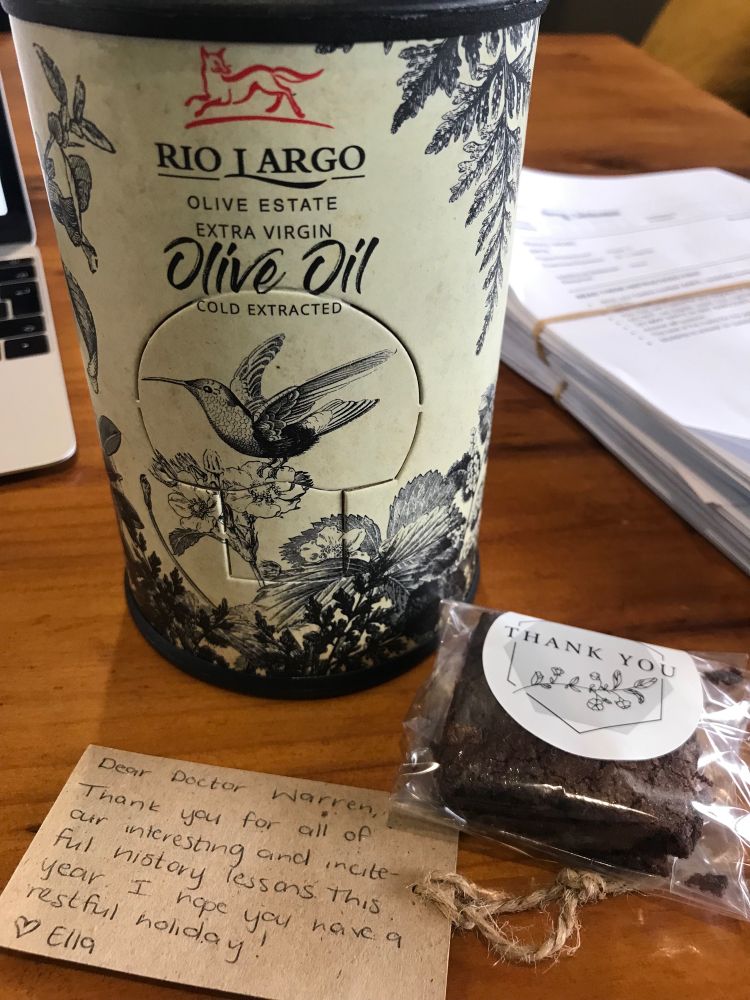 RIO LARGO
OLIVE ESTATE
EXTRA VIRGIN
Olive Oil
COLD EXTRACTED
THANK YOU
Dear Doctor Warren,
Thank you for all of
our interesting and incite-
ful history lessons This
year. I hope you have a
restful holiday!
♡ Ella